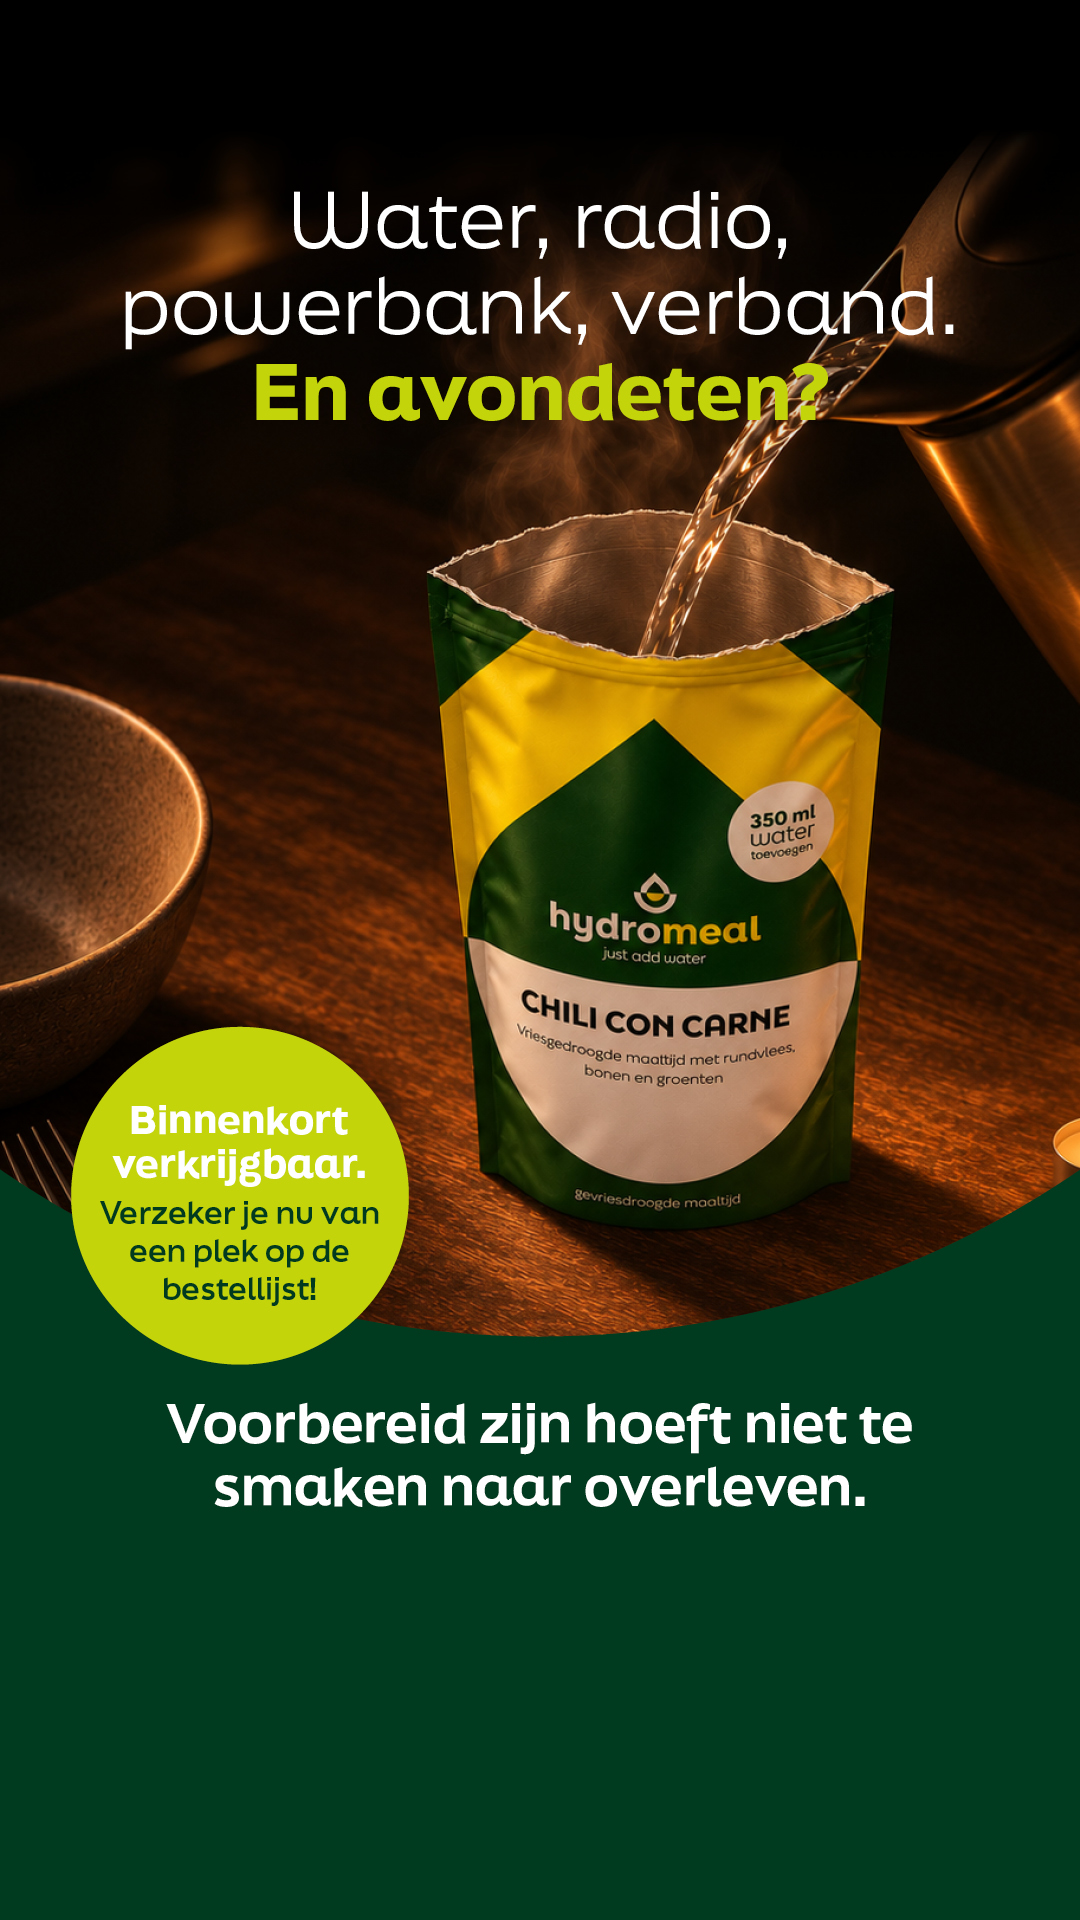 Water, radio,
powerbank, verband.
En avondeten?
350 ml
water
toevoegen
hydromeal
just add water
CHILI CON CARNE
Vriesgedroogde maaltijd met rundvlees,
bonen en groenten
gevriesdroogde maaltijd
Binnenkort
verkrijgbaar.
Verzeker je nu van
een plek op de
bestellijst!
Voorbereid zijn hoeft niet te
smaken naar overleven.